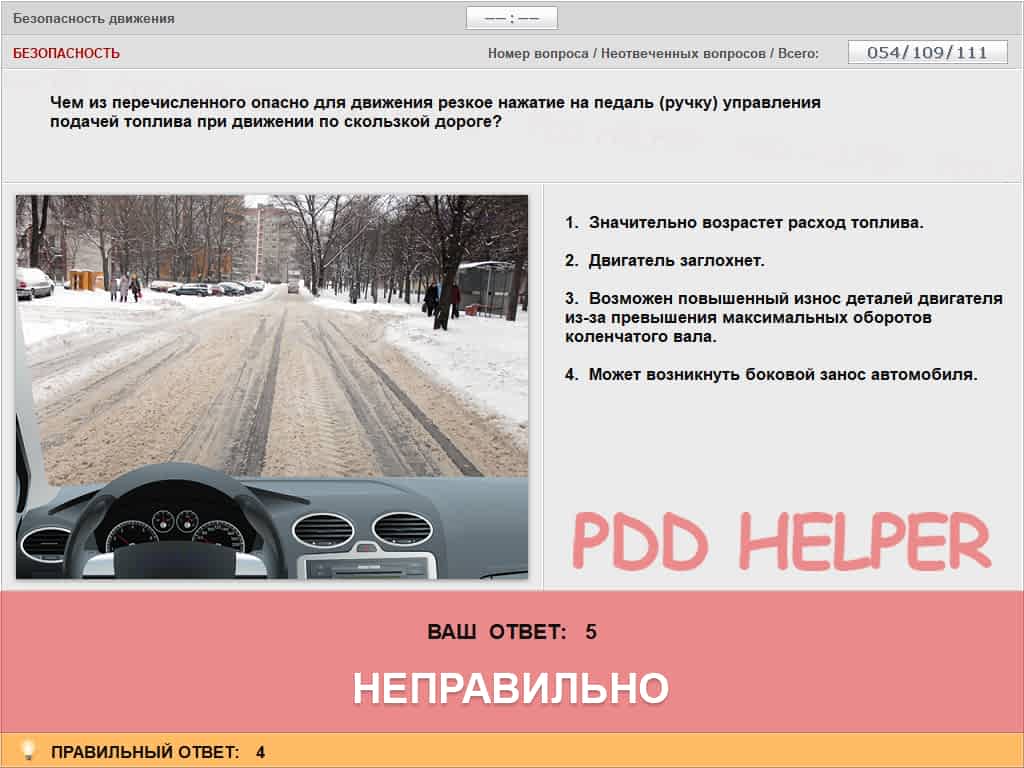 Безопасность движения
-- : --
БЕЗОПАСНОСТЬ
Номер вопроса / Неотвеченных вопросов / Всего:
054/109/111
Чем из перечисленного опасно для движения резкое нажатие на педаль (ручку) управления
подачей топлива при движении по скользкой дороге?
1. Значительно возрастет расход топлива.
2. Двигатель заглохнет.
3. Возможен повышенный износ деталей двигателя
из-за превышения максимальных оборотов
коленчатого вала.
4. Может возникнуть боковой занос автомобиля.
PDD HELPER
ВАШ ОТВЕТ: 5
НЕПРАВИЛЬНО
ПРАВИЛЬНЫЙ ОТВЕТ: 4